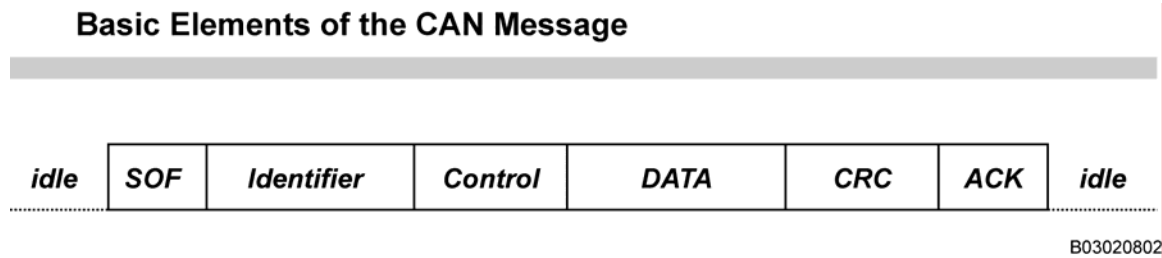 Basic Elements of the CAN Message
idle SOF Identifier Control DATA CRC ACK idle
B03020802